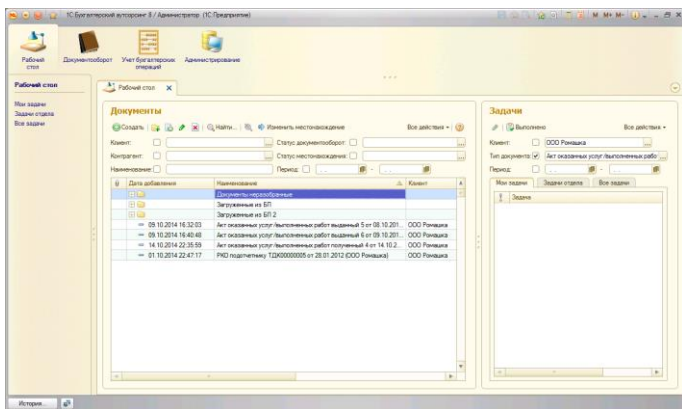 1С:Бухгалтерский аутсорсинг 8 / Администратор (1С:Предприятие)
M M+ M-
Рабочий стол
Документооборот
Учет бухгалтерских операций
Администрирование
Рабочий стол
Мои задачи
Задачи отдела
Все задачи
Рабочий стол
Документы
Создать
Найти...
Изменить местонахождение
Все действия
Клиент:
Статус документооборот:
Контрагент:
Статус местонахождения:
Наименование:
Период:
Дата добавления Наименование Клиент
Документы неразобранные
Загруженные из БП
Загруженные из БП 2
09.10.2014 16:32:03 Акт оказанных услуг/выполненных работ выданный 5 от 08.10.201... ООО Ромашка
09.10.2014 16:40:48 Акт оказанных услуг/выполненных работ выданный 6 от 09.10.201... ООО Ромашка
14.10.2014 22:35:59 Акт оказанных услуг/выполненных работ полученный 4 от 14.10.2... ООО Ромашка
01.10.2014 22:47:17 РКО подотчетнику ТДК00000005 от 28.01.2012 (ООО Ромашка) ООО Ромашка
Задачи
Выполнено
Все действия
Клиент: ООО Ромашка
Тип документа: Акт оказанных услуг/выполненных рабо
Период:
Мои задачи Задачи отдела Все задачи
Задача
История...